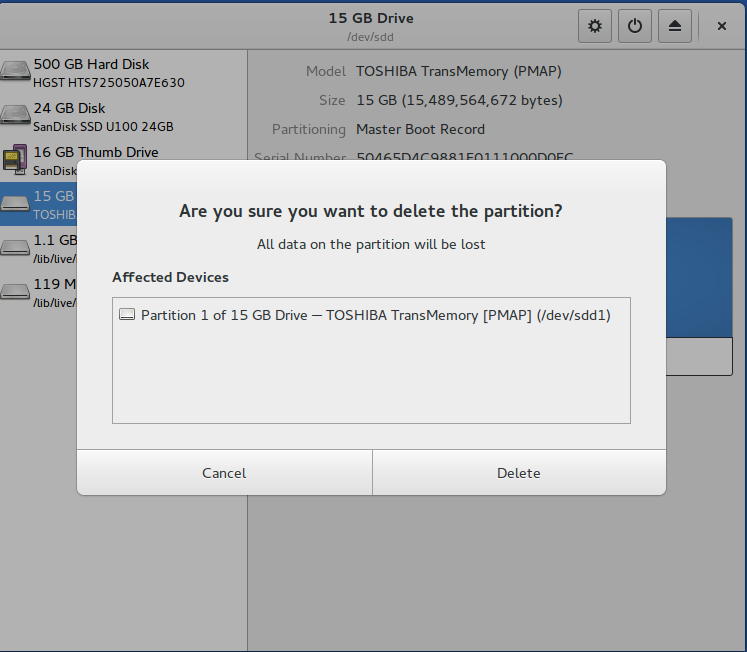 15 GB Drive
/dev/sdd
500 GB Hard Disk
HGST HTS725050A7E630
24 GB Disk
SanDisk SSD U100 24GB
16 GB Thumb Drive
SanDisk
15 GB
TOSHIB
1.1 GB
/lib/live/
119 M
/lib/live/
Model TOSHIBA TransMemory (PMAP)
Size 15 GB (15,489,564,672 bytes)
Partitioning Master Boot Record
Serial Number
Are you sure you want to delete the partition?
All data on the partition will be lost
Affected Devices
Partition 1 of 15 GB Drive — TOSHIBA TransMemory [PMAP] (/dev/sdd1)
Cancel
Delete